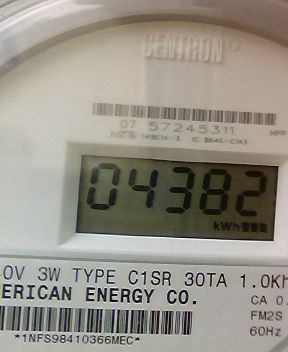 CENTRON®
07 57245311
04382
kWh
0V 3W TYPE C1SR 30TA 1.0Kh
ERICAN ENERGY CO.
CA 0.
FM2S
60Hz
*1NFS98410366MEC*